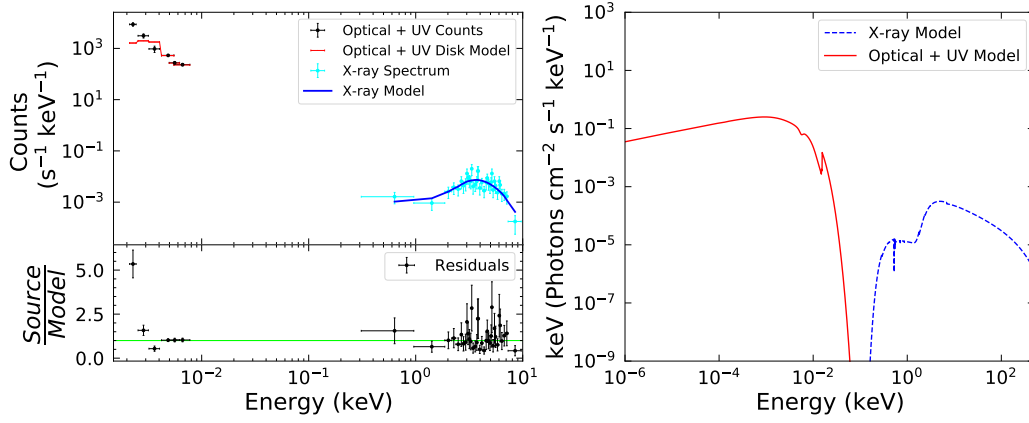 Counts
(s⁻¹ keV⁻¹)
10³
10¹
10⁻¹
10⁻³
Optical + UV Counts
Optical + UV Disk Model
X-ray Spectrum
X-ray Model
Source
Model
5.0
2.5
0.0
Residuals
10⁻² 10⁻¹ 10⁰ 10¹
Energy (keV)
keV (Photons cm⁻² s⁻¹ keV⁻¹)
10³
10¹
10⁻¹
10⁻³
10⁻⁵
10⁻⁷
10⁻⁹
X-ray Model
Optical + UV Model
10⁻⁶ 10⁻⁴ 10⁻² 10⁰ 10²
Energy (keV)